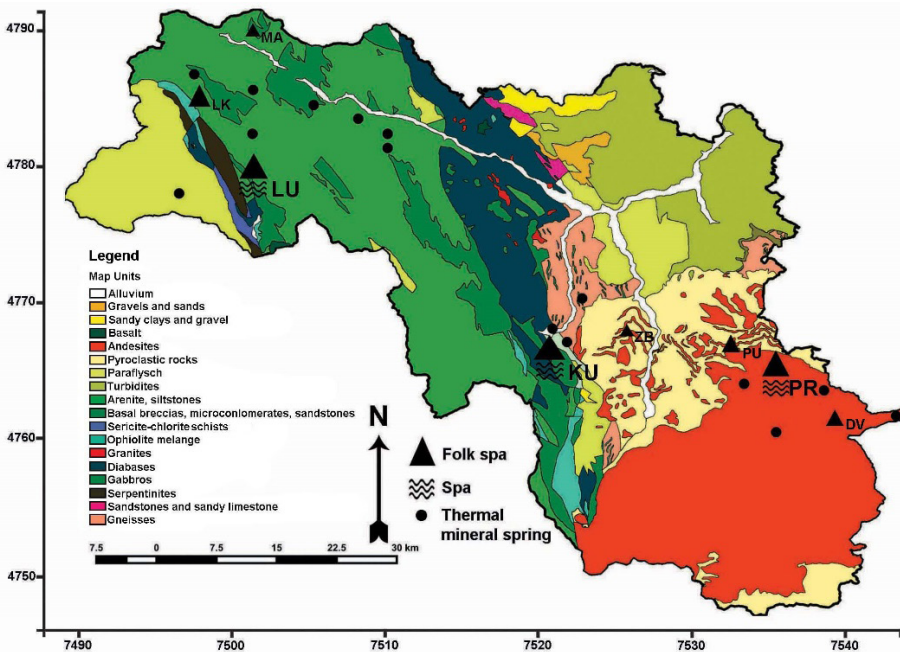 4790
4780
4770
4760
4750
7490
7500
7510
7520
7530
7540
MA
LK
LU
KU
ZB
PU
PR
DV
Legend
Map Units
Alluvium
Gravels and sands
Sandy clays and gravel
Basalt
Andesites
Pyroclastic rocks
Paraflysch
Turbidites
Arenite, siltstones
Basal breccias, microconlomerates, sandstones
Sericite-chlorite schists
Ophiolite melange
Granites
Diabases
Gabbros
Serpentinites
Sandstones and sandy limestone
Gneisses
N
Folk spa
Spa
Thermal
mineral spring
7.5 0 7.5 15 22.5 30 km